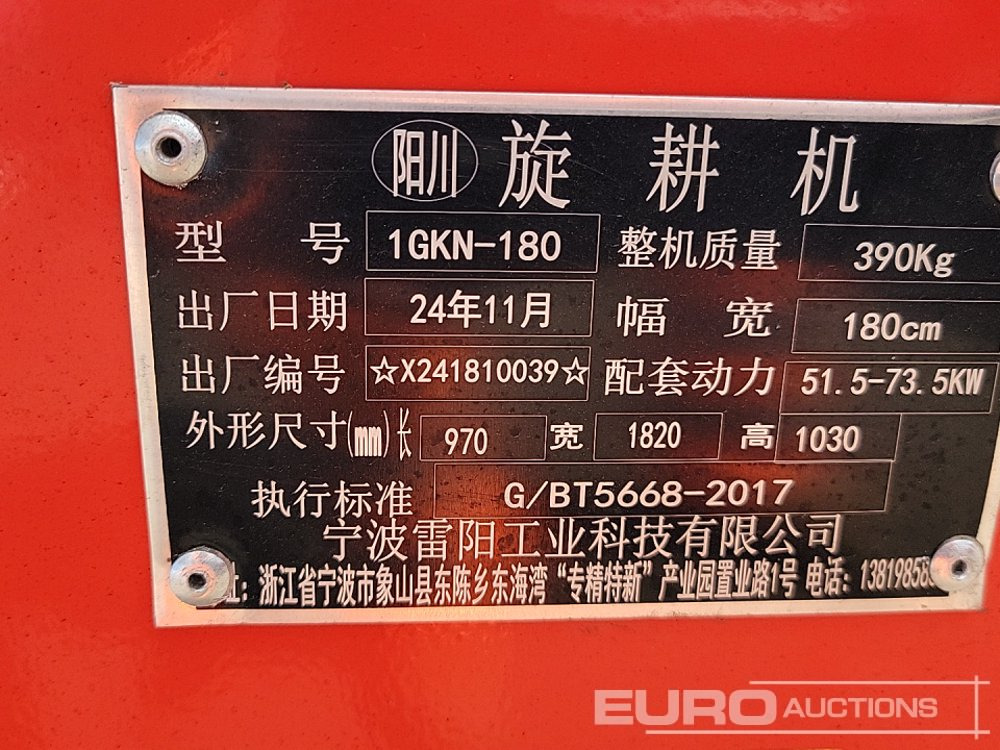 阳川 旋耕机
型号 1GKN-180 整机质量 390Kg
出厂日期 24年11月 幅宽 180cm
出厂编号 ☆X241810039☆ 配套动力 51.5-73.5KW
外形尺寸(mm) 长 970 宽 1820 高 1030
执行标准 G/BT5668-2017
宁波雷阳工业科技有限公司
浙江省宁波市象山县东陈乡东海湾“专精特新”产业园置业路1号 电话:
EURO AUCTIONS